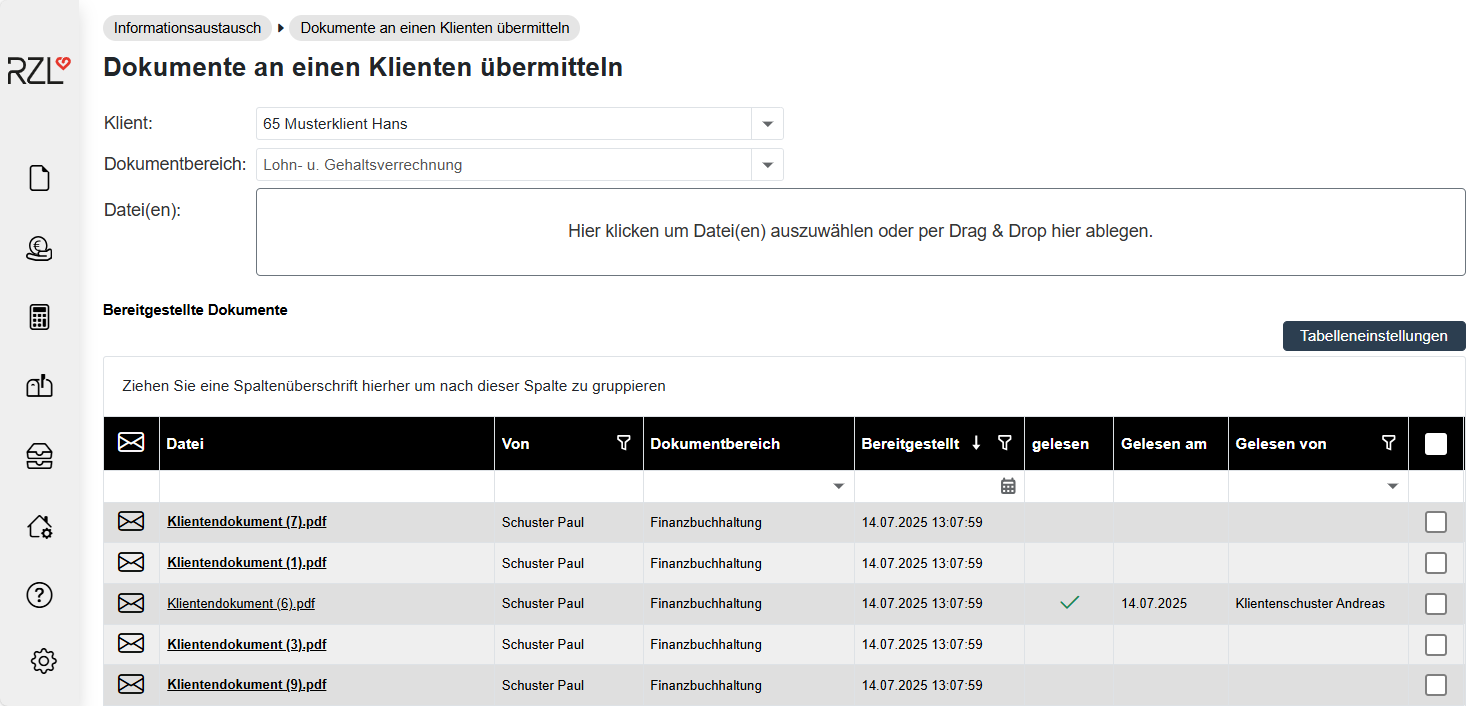 Informationsaustausch Dokumente an einen Klienten übermitteln
RZL
Dokumente an einen Klienten übermitteln
Klient: 65 Musterklient Hans
Dokumentbereich: Lohn- u. Gehaltsverrechnung
Datei(en): Hier klicken um Datei(en) auszuwählen oder per Drag & Drop hier ablegen.
Bereitgestellte Dokumente
Tabelleneinstellungen
Ziehen Sie eine Spaltenüberschrift hierher um nach dieser Spalte zu gruppieren
Datei Von Dokumentbereich Bereitgestellt gelesen Gelesen am Gelesen von
Klientendokument (7).pdf Schuster Paul Finanzbuchhaltung 14.07.2025 13:07:59
Klientendokument (1).pdf Schuster Paul Finanzbuchhaltung 14.07.2025 13:07:59
Klientendokument (6).pdf Schuster Paul Finanzbuchhaltung 14.07.2025 13:07:59 14.07.2025 Klientenschuster Andreas
Klientendokument (3).pdf Schuster Paul Finanzbuchhaltung 14.07.2025 13:07:59
Klientendokument (9).pdf Schuster Paul Finanzbuchhaltung 14.07.2025 13:07:59